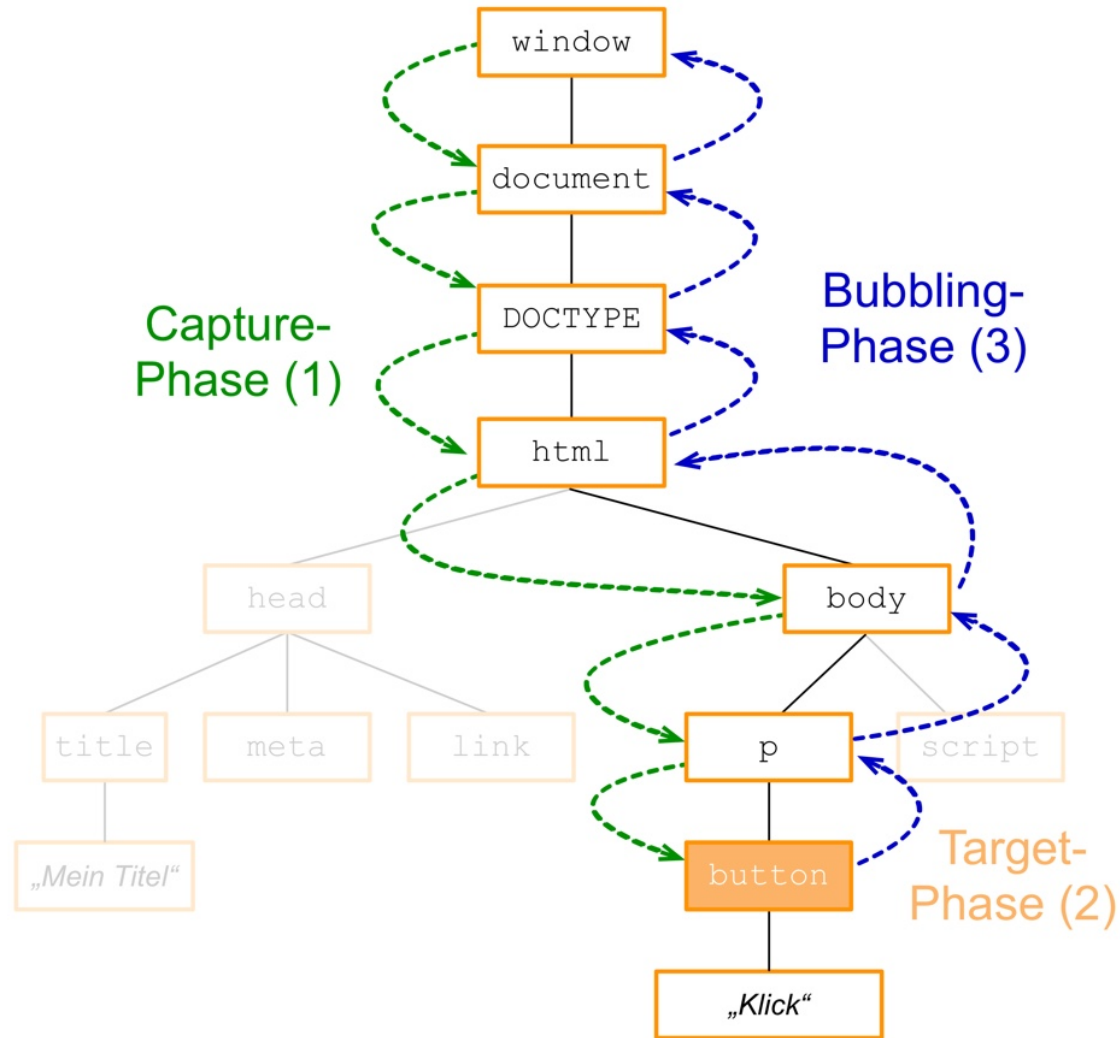 window
document
DOCTYPE
Capture-
Phase (1)
Bubbling-
Phase (3)
html
head
body
title
meta
link
p
script
„Mein Titel“
button
Target-
Phase (2)
„Klick“